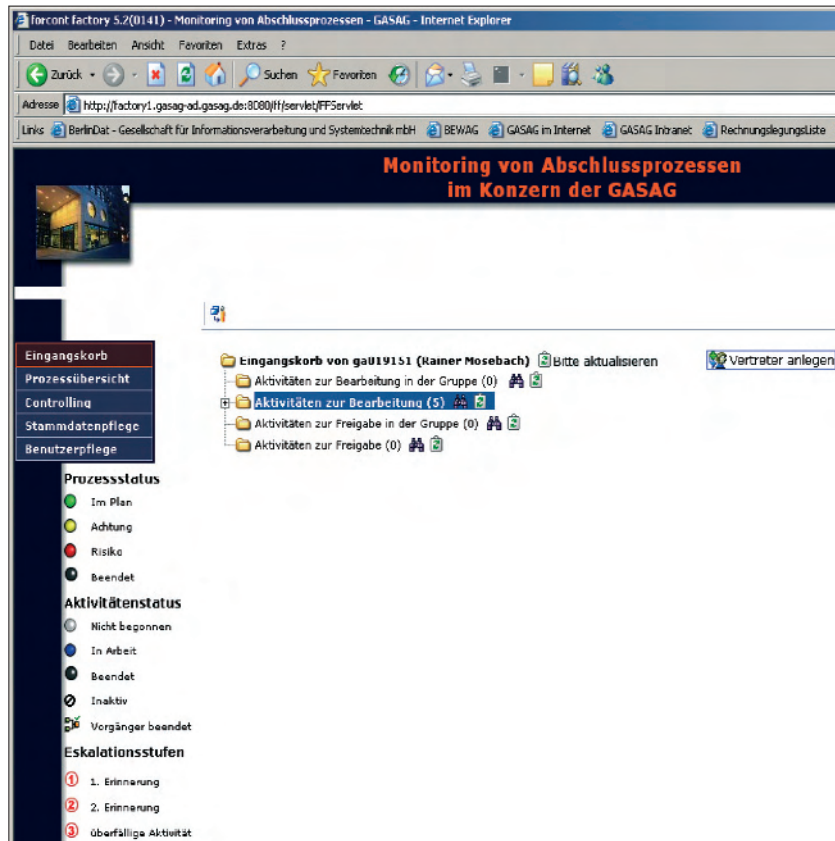 forcont factory 5.2(0141) - Monitoring von Abschlussprozessen - GASAG - Internet Explorer
Datei Bearbeiten Ansicht Favoriten Extras ?
Zurück Suchen Favoriten
Adresse http://factory1.gasag-ad.gasag.de:8080/ff/servlet/FFServlet
Links BerlinDat - Gesellschaft für Informationsverarbeitung und Systemtechnik mbH BEWAG GASAG im Internet GASAG Intranet RechnungslegungsListe
Monitoring von Abschlussprozessen
im Konzern der GASAG
Eingangskorb
Prozessübersicht
Controlling
Stammdatenpflege
Benutzerpflege
Eingangskorb von ga019151 (Rainer Mosebach) Bitte aktualisieren Vertreter anlegen
Aktivitäten zur Bearbeitung in der Gruppe (0)
Aktivitäten zur Bearbeitung (5)
Aktivitäten zur Freigabe in der Gruppe (0)
Aktivitäten zur Freigabe (0)
Prozessstatus
Im Plan
Achtung
Risiko
Beendet
Aktivitätenstatus
Nicht begonnen
In Arbeit
Beendet
Inaktiv
Vorgänger beendet
Eskalationsstufen
1 1. Erinnerung
2 2. Erinnerung
3 überfällige Aktivität